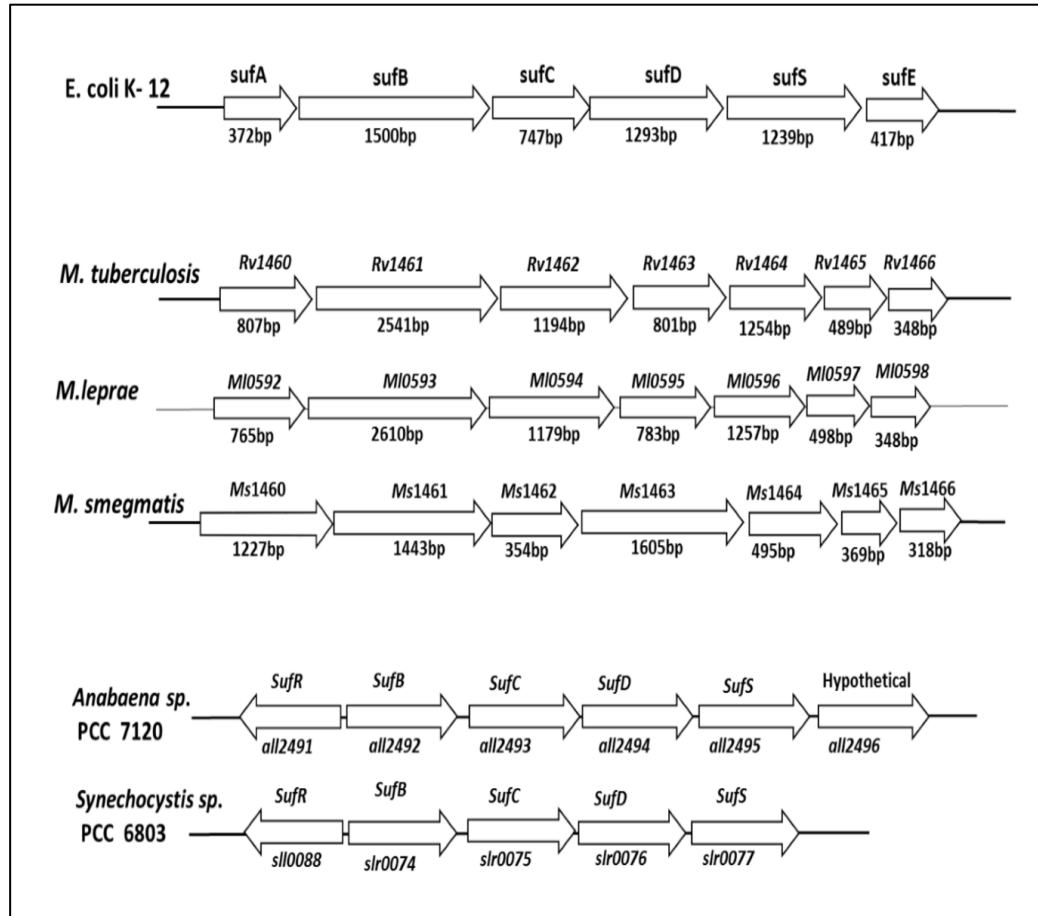 sufA sufB sufC sufD sufS sufE
E. coli K- 12
372bp 1500bp 747bp 1293bp 1239bp 417bp
Rv1460 Rv1461 Rv1462 Rv1463 Rv1464 Rv1465 Rv1466
M. tuberculosis
807bp 2541bp 1194bp 801bp 1254bp 489bp 348bp
Ml0592 Ml0593 Ml0594 Ml0595 Ml0596 Ml0597 Ml0598
M.leprae
765bp 2610bp 1179bp 783bp 1257bp 498bp 348bp
Ms1460 Ms1461 Ms1462 Ms1463 Ms1464 Ms1465 Ms1466
M. smegmatis
1227bp 1443bp 354bp 1605bp 495bp 369bp 318bp
SufR SufB SufC SufD SufS Hypothetical
Anabaena sp.
PCC 7120
all2491 all2492 all2493 all2494 all2495 all2496
SufR SufB SufC SufD SufS
Synechocystis sp.
PCC 6803
sll0088 slr0074 slr0075 slr0076 slr0077